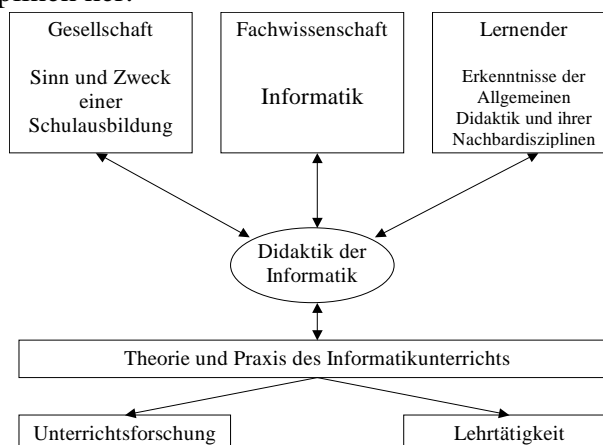 Gesellschaft
Sinn und Zweck
einer
Schulausbildung
Fachwissenschaft
Informatik
Lernender
Erkenntnisse der
Allgemeinen
Didaktik und ihrer
Nachbardisziplinen
Didaktik der
Informatik
Theorie und Praxis des Informatikunterrichts
Unterrichtsforschung
Lehrtätigkeit